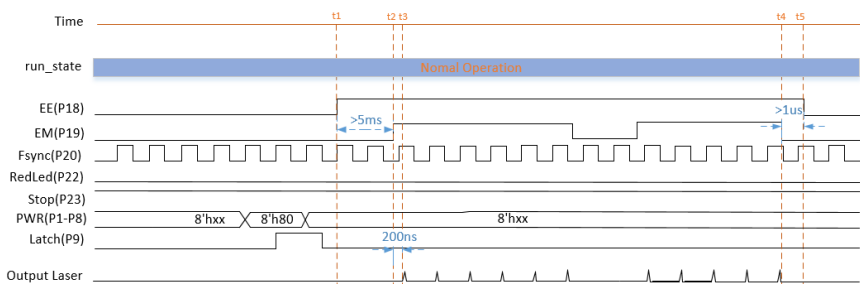 t1 t2 t3 t4 t5
Time
run_state
Nomal Operation
EE(P18)
>5ms
>1us
EM(P19)
Fsync(P20)
RedLed(P22)
Stop(P23)
PWR(P1-P8)
8'hxx 8'h80 8'hxx
Latch(P9)
200ns
Output Laser